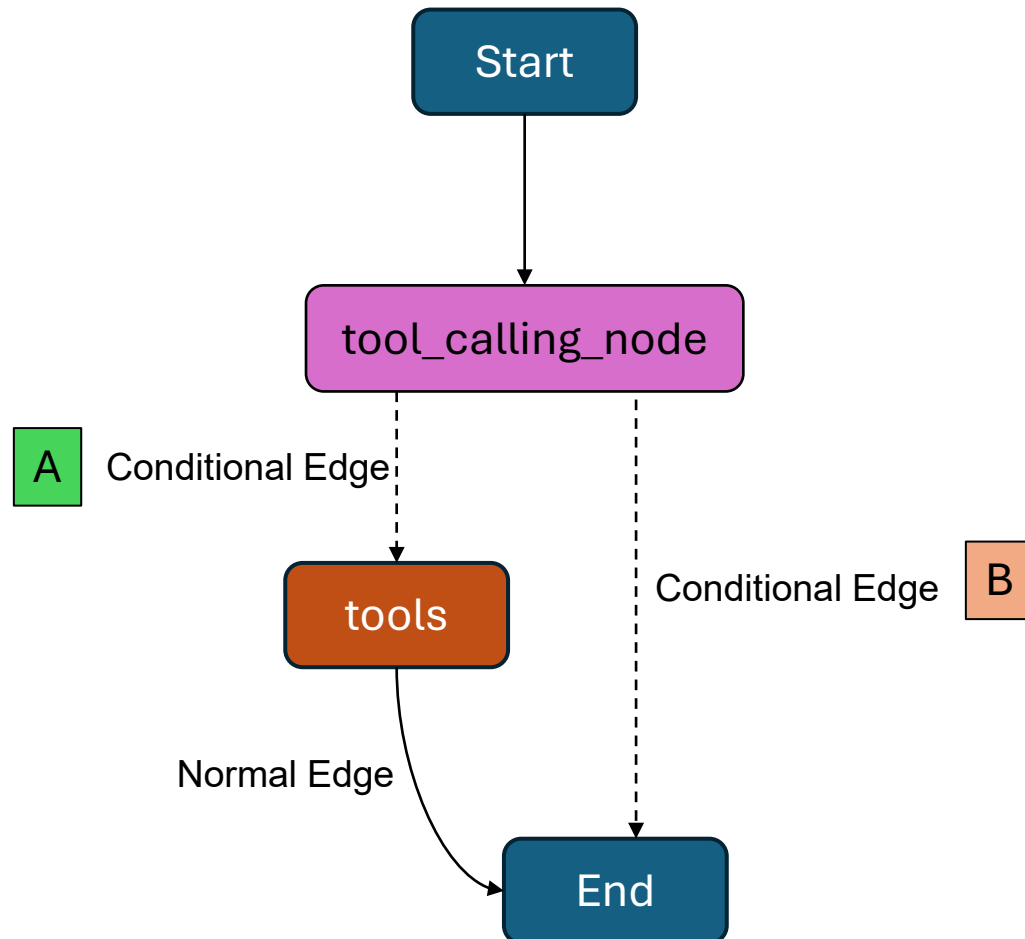 Start
tool_calling_node
A
Conditional Edge
tools
Conditional Edge
B
Normal Edge
End